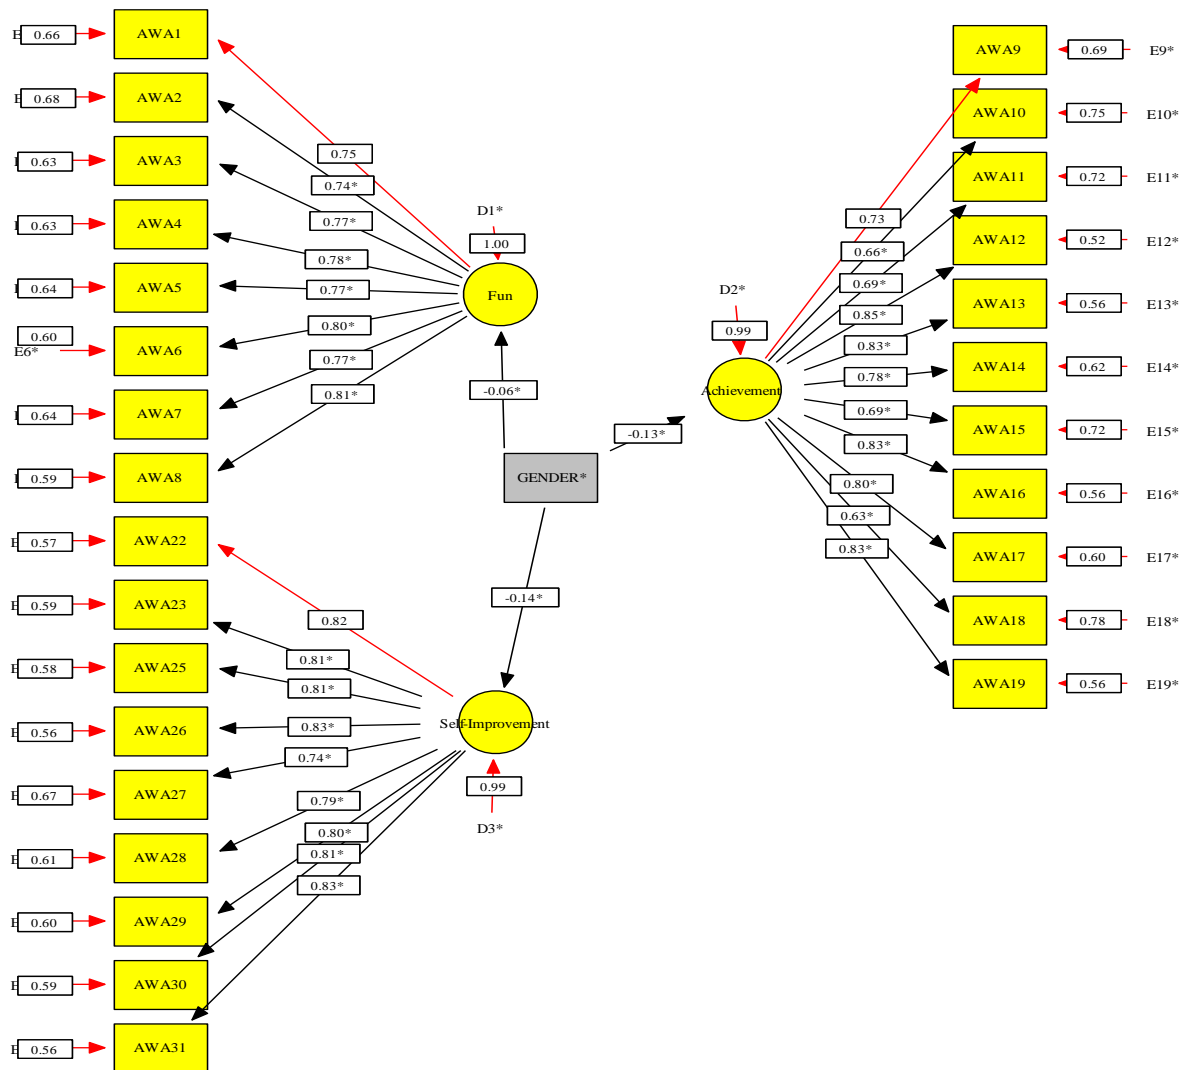 E 0.66 AWA1
E 0.68 AWA2
0.63 AWA3
0.63 AWA4
0.64 AWA5
0.60
E6* AWA6
0.64 AWA7
0.59 AWA8
E 0.57 AWA22
E 0.59 AWA23
E 0.58 AWA25
E 0.56 AWA26
E 0.67 AWA27
E 0.61 AWA28
E 0.60 AWA29
E 0.59 AWA30
E 0.56 AWA31
0.75
0.74*
0.77*
0.78*
0.77*
0.80*
0.77*
0.81*
D1*
1.00
Fun
-0.06*
-0.13*
GENDER*
-0.14*
0.82
0.81*
0.81*
0.83*
0.74*
0.79*
0.80*
0.81*
0.83*
Self-Improvement
0.99
D3*
D2*
0.99
Achievement
0.73
0.66*
0.69*
0.85*
0.83*
0.78*
0.69*
0.83*
0.80*
0.63*
0.83*
AWA9 0.69 E9*
AWA10 0.75 E10*
AWA11 0.72 E11*
AWA12 0.52 E12*
AWA13 0.56 E13*
AWA14 0.62 E14*
AWA15 0.72 E15*
AWA16 0.56 E16*
AWA17 0.60 E17*
AWA18 0.78 E18*
AWA19 0.56 E19*